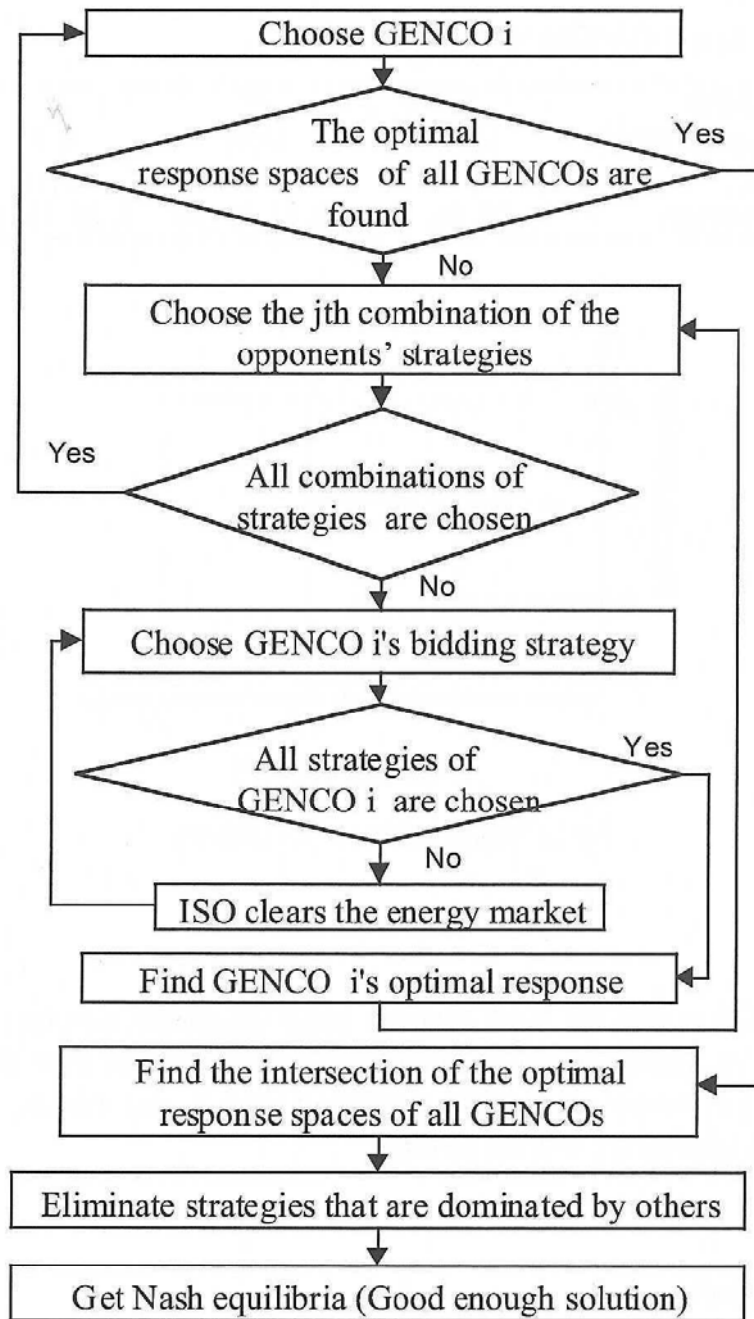 Choose GENCO i
The optimal
response spaces of all GENCOs are
found
Yes
No
Choose the jth combination of the
opponents’ strategies
Yes
All combinations of
strategies are chosen
No
Choose GENCO i's bidding strategy
All strategies of
GENCO i are chosen
Yes
No
ISO clears the energy market
Find GENCO i's optimal response
Find the intersection of the optimal
response spaces of all GENCOs
Eliminate strategies that are dominated by others
Get Nash equilibria (Good enough solution)